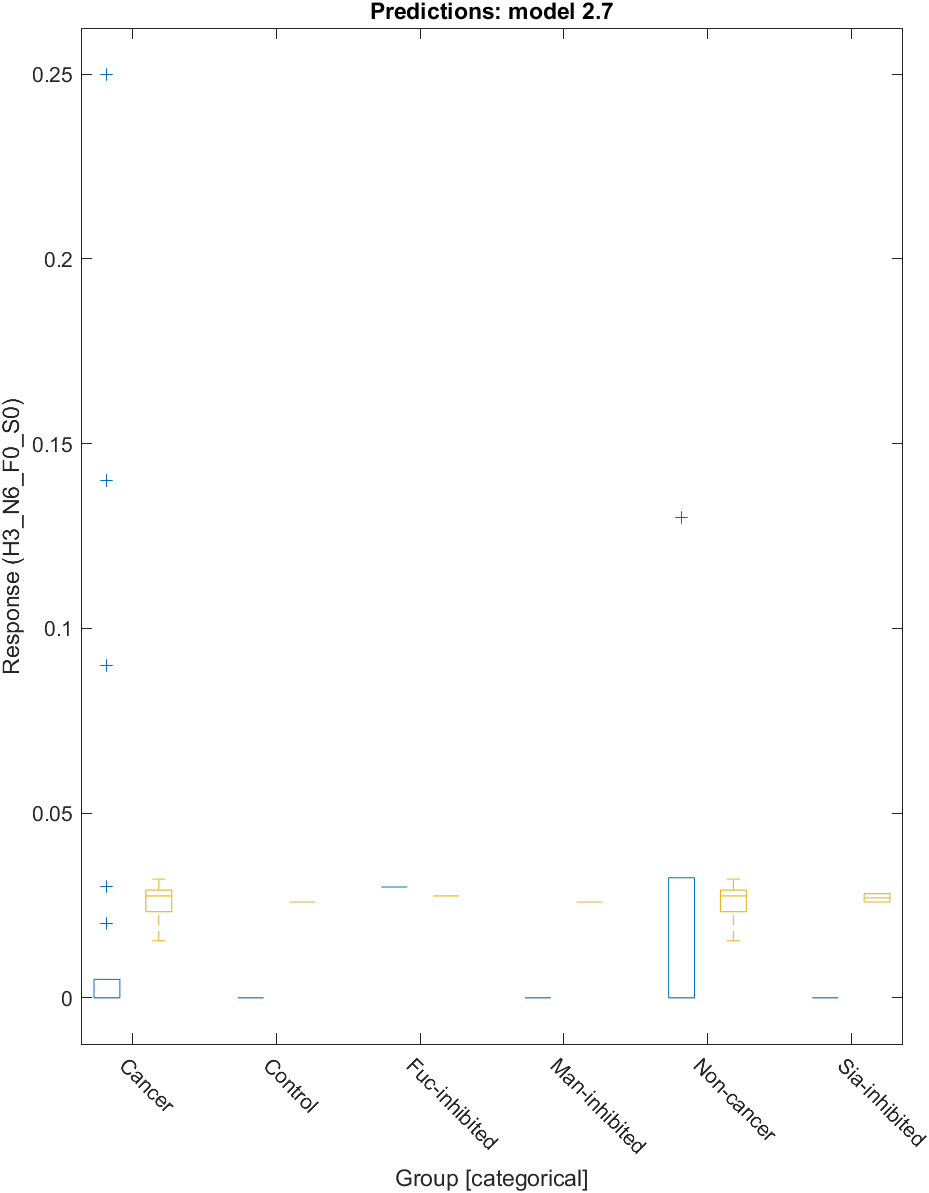 Predictions: model 2.7
Response (H3_N6_F0_S0)
0.25
0.2
0.15
0.1
0.05
0
Cancer
Control
Fuc-inhibited
Man-inhibited
Non-cancer
Sia-inhibited
Group [categorical]